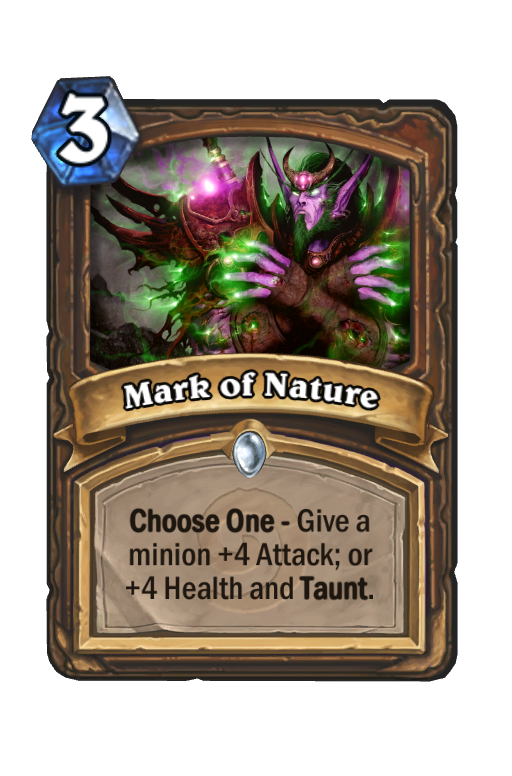 3
Mark of Nature
Choose One - Give a
minion +4 Attack; or
+4 Health and Taunt.